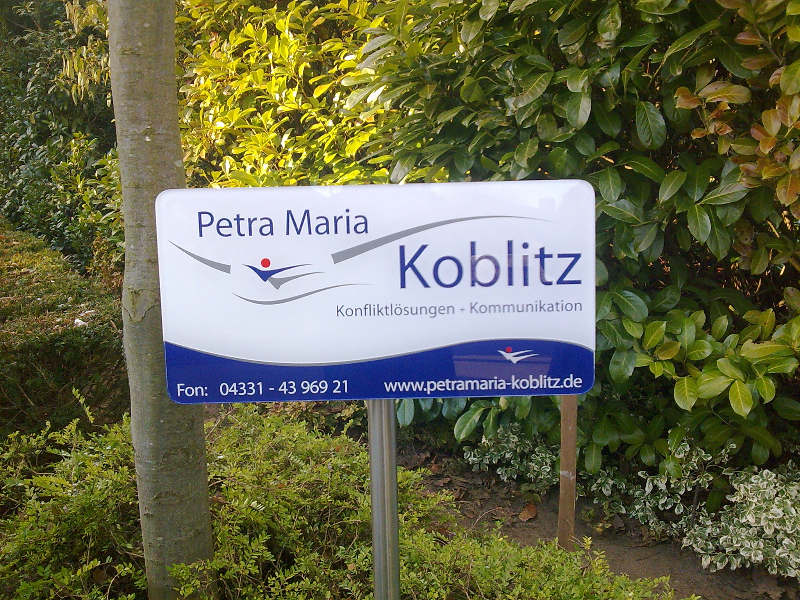 Petra Maria
Koblitz
Konfliktlösungen + Kommunikation
Fon: 04331 - 43 969 21 www.petramaria-koblitz.de